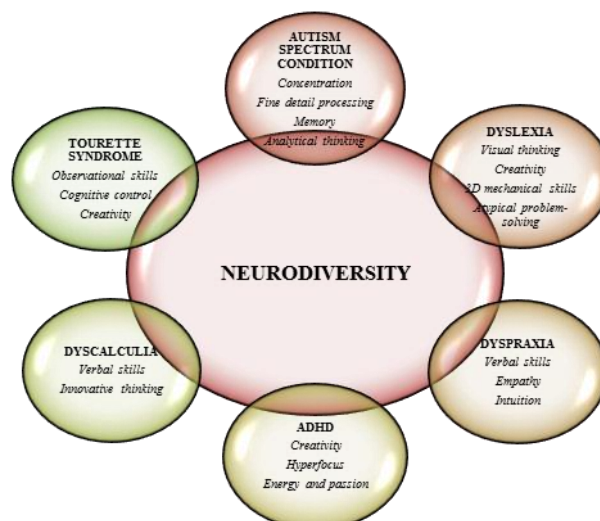 AUTISM
SPECTRUM
CONDITION
Concentration
Fine detail processing
Memory
Analytical thinking
TOURETTE
SYNDROME
Observational skills
Cognitive control
Creativity
DYSLEXIA
Visual thinking
Creativity
3D mechanical skills
Atypical problem-
solving
NEURODIVERSITY
DYSCALCULIA
Verbal skills
Innovative thinking
DYSPRAXIA
Verbal skills
Empathy
Intuition
ADHD
Creativity
Hyperfocus
Energy and passion